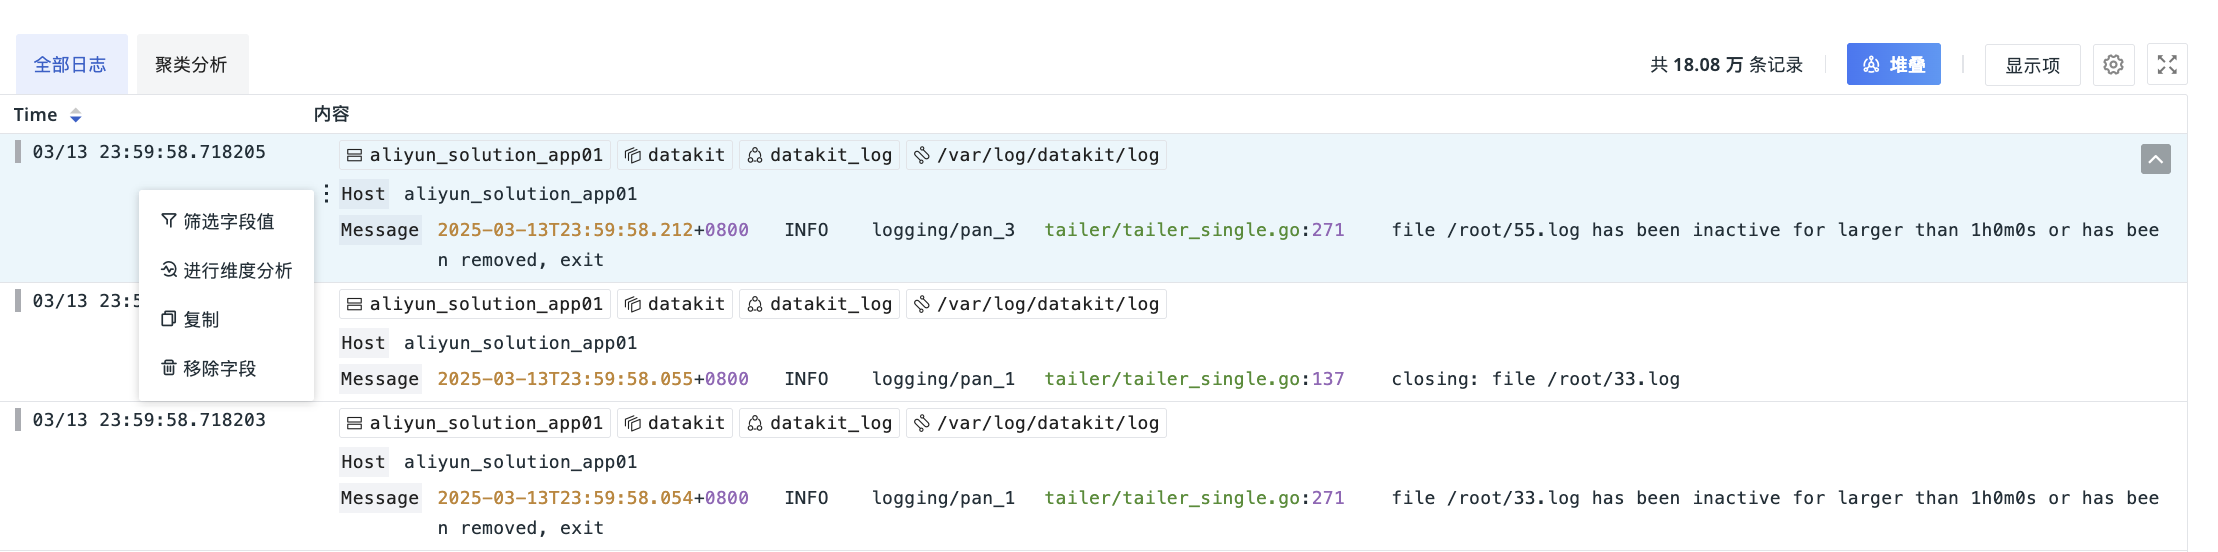 全部日志 聚类分析 共 18.08 万 条记录 堆叠 显示项
Time 内容
03/13 23:59:58.718205 aliyun_solution_app01 datakit datakit_log /var/log/datakit/log
Host aliyun_solution_app01
筛选字段值
Message 2025-03-13T23:59:58.212+0800 INFO logging/pan_3 tailer/tailer_single.go:271 file /root/55.log has been inactive for larger than 1h0m0s or has bee
n removed, exit
进行维度分析
03/13 23:5 aliyun_solution_app01 datakit datakit_log /var/log/datakit/log
复制
Host aliyun_solution_app01
移除字段
Message 2025-03-13T23:59:58.055+0800 INFO logging/pan_1 tailer/tailer_single.go:137 closing: file /root/33.log
03/13 23:59:58.718203 aliyun_solution_app01 datakit datakit_log /var/log/datakit/log
Host aliyun_solution_app01
Message 2025-03-13T23:59:58.054+0800 INFO logging/pan_1 tailer/tailer_single.go:271 file /root/33.log has been inactive for larger than 1h0m0s or has bee
n removed, exit